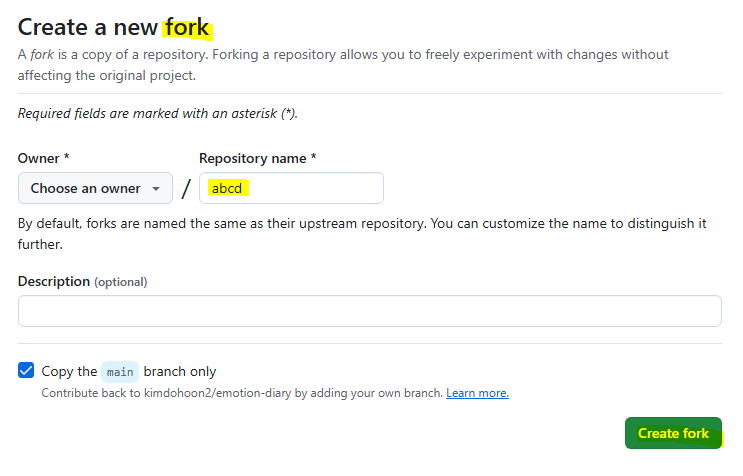 Create a new fork
A fork is a copy of a repository. Forking a repository allows you to freely experiment with changes without
affecting the original project.
Required fields are marked with an asterisk (*).
Owner * Repository name *
Choose an owner / abcd
By default, forks are named the same as their upstream repository. You can customize the name to distinguish it
further.
Description (optional)
Copy the main branch only
Contribute back to kimdohoon2/emotion-diary by adding your own branch. Learn more.
Create fork